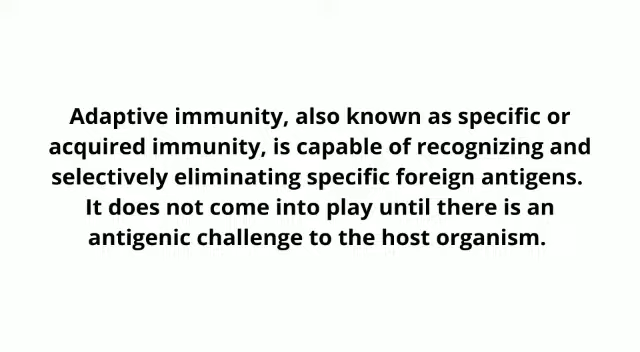 Adaptive immunity, also known as specific or
acquired immunity, is capable of recognizing and
selectively eliminating specific foreign antigens.
It does not come into play until there is an
antigenic challenge to the host organism.